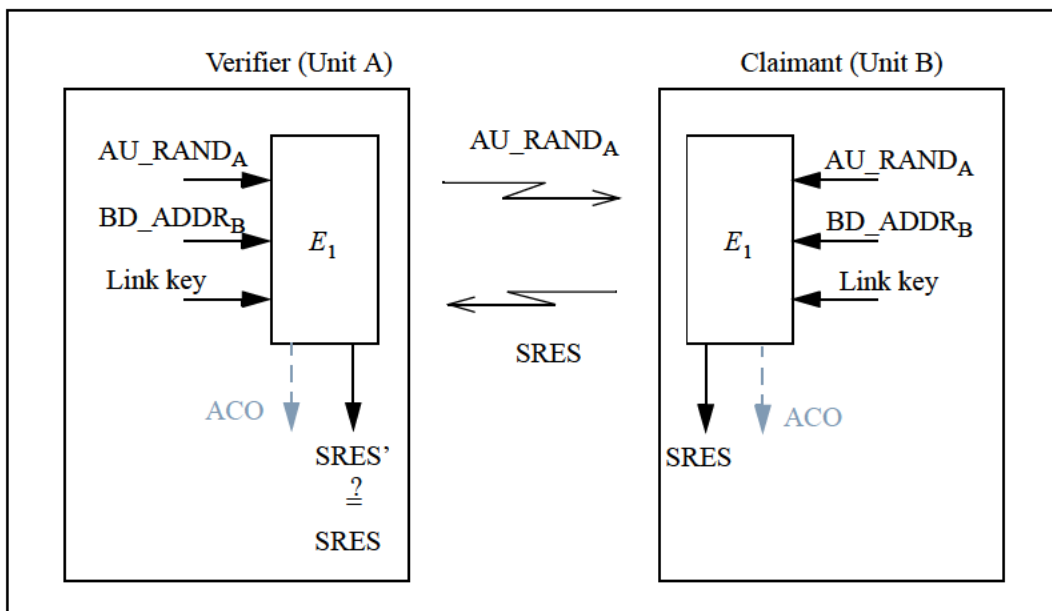 Verifier (Unit A)
Claimant (Unit B)
AU_RANDA
BD_ADDRB
Link key
E1
ACO
SRES’
?
=
SRES
AU_RANDA
SRES
AU_RANDA
BD_ADDRB
Link key
E1
SRES
ACO